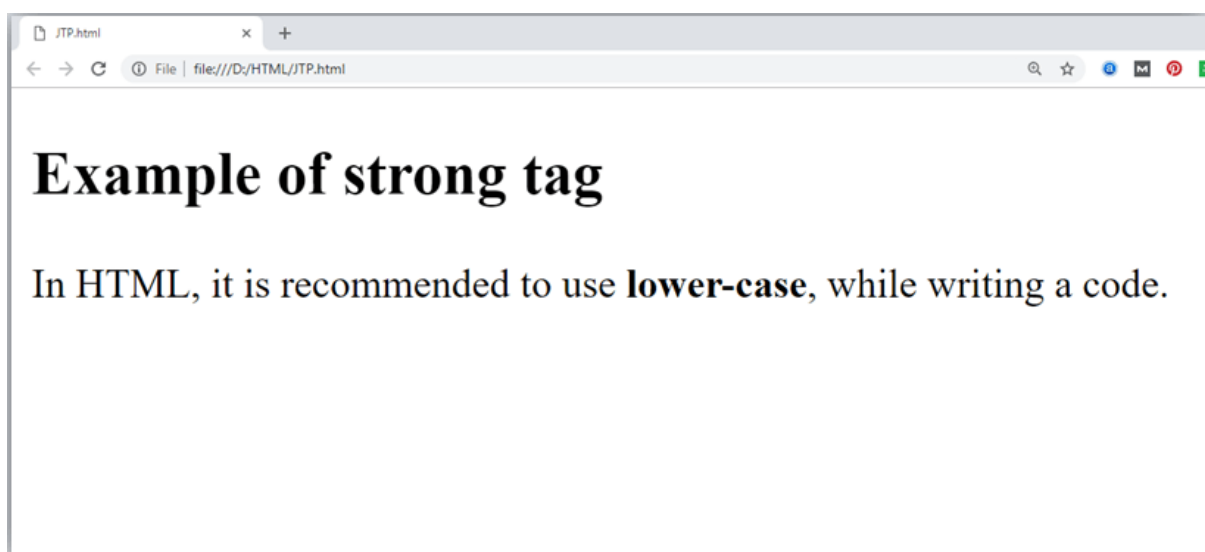 JTP.html
File | file:///D:/HTML/JTP.html
Example of strong tag
In HTML, it is recommended to use lower-case, while writing a code.